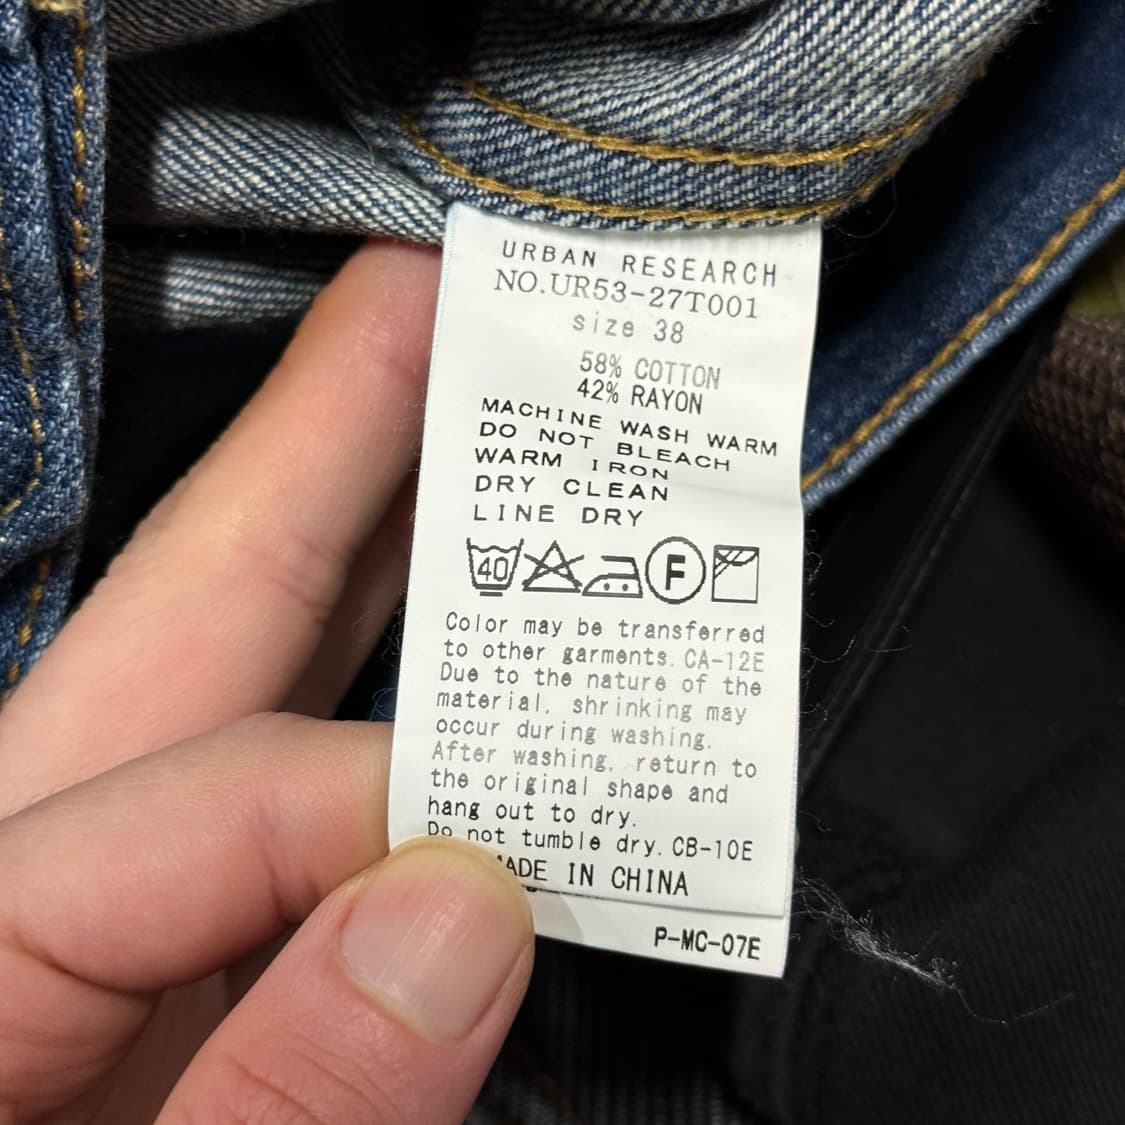 URBAN RESEARCH
NO.UR53-27T001
size 38
58% COTTON
42% RAYON
MACHINE WASH WARM
DO NOT BLEACH
WARM IRON
DRY CLEAN
LINE DRY
40 F
Color may be transferred
to other garments. CA-12E
Due to the nature of the
material, shrinking may
occur during washing.
After washing, return to
the original shape and
hang out to dry.
Do not tumble dry. CB-10E
MADE IN CHINA
P-MC-07E